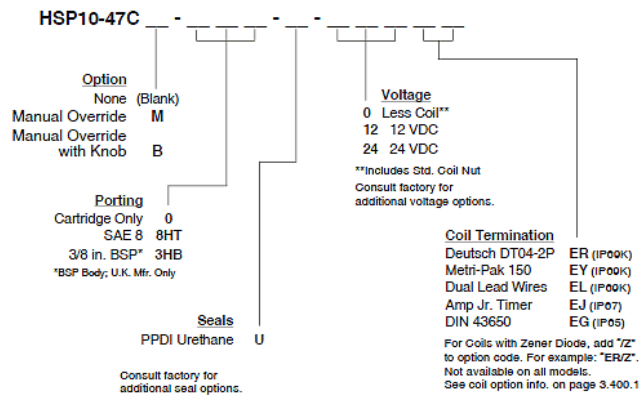 HSP10-47C __ - __ __ __ - __ - __ __ __ __ __
Option
None (Blank)
Manual Override M
Manual Override
with Knob B
Porting
Cartridge Only 0
SAE 8 8HT
3/8 in. BSP* 3HB
*BSP Body; U.K. Mfr. Only
Seals
PPDI Urethane U
Consult factory for
additional seal options.
Voltage
0 Less Coil**
12 12 VDC
24 24 VDC
**Includes Std. Coil Nut
Consult factory for
additional voltage options.
Coil Termination
Deutsch DT04-2P ER (IP69K)
Metri-Pak 150 EY (IP69K)
Dual Lead Wires EL (IP69K)
Amp Jr. Timer EJ (IP67)
DIN 43650 EG (IP65)
For Coils with Zener Diode, add "/Z"
to option code. For example: "ER/Z".
Not available on all models.
See coil option info. on page 3.400.1